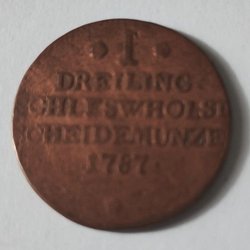 • 1 •
DREILING
SCHLESWHOLST
SCHEIDEMUNZE
1787